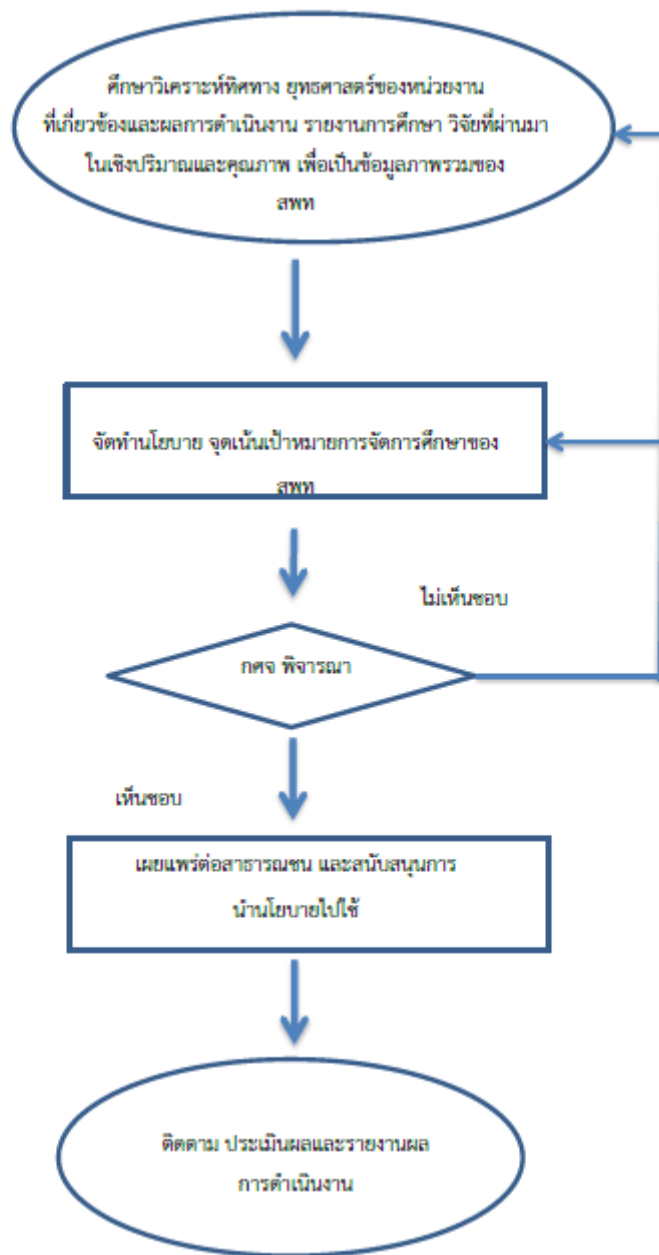 ศึกษาวิเคราะห์ทิศทาง ยุทธศาสตร์ของหน่วยงาน
ที่เกี่ยวข้องและผลการดำเนินงาน รายงานการศึกษา วิจัยที่ผ่านมา
ในเชิงปริมาณและคุณภาพ เพื่อเป็นข้อมูลภาพรวมของ
สพท
จัดทำนโยบาย จุดเน้นเป้าหมายการจัดการศึกษาของ
สพท
ไม่เห็นชอบ
กศจ พิจารณา
เห็นชอบ
เผยแพร่ต่อสาธารณชน และสนับสนุนการ
นำนโยบายไปใช้
ติดตาม ประเมินผลและรายงานผล
การดำเนินงาน